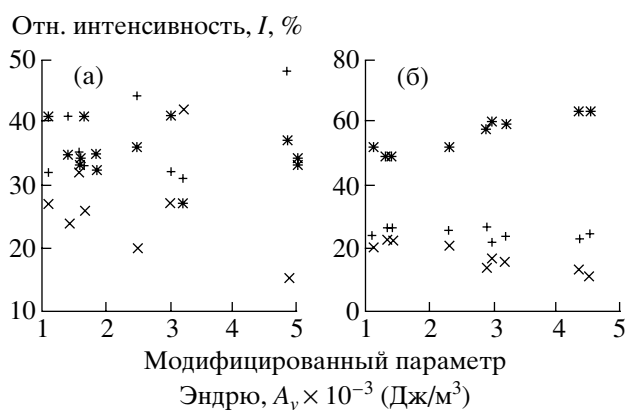 Отн. интенсивность, I, %
50
40
30
20
10
(а)
1 2 3 4 5
80
60
40
20
0
(б)
1 2 3 4 5
Модифицированный параметр
Эндрю, Aᵥ × 10⁻³ (Дж/м³)